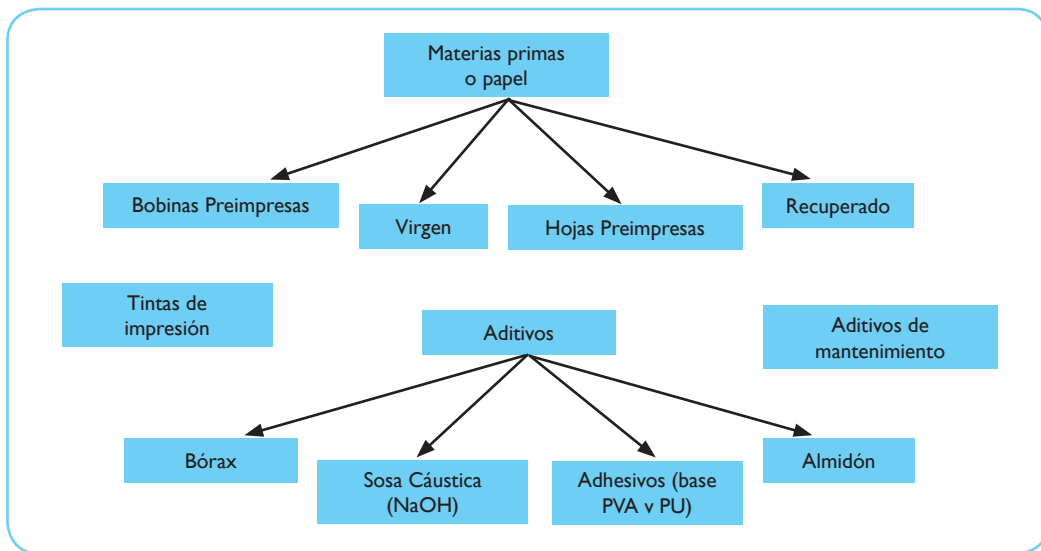 Materias primas
o papel
Bobinas Preimpresas
Virgen
Hojas Preimpresas
Recuperado
Tintas de
impresión
Aditivos
Aditivos de
mantenimiento
Bórax
Sosa Cáustica
(NaOH)
Adhesivos (base
PVA v PU)
Almidón